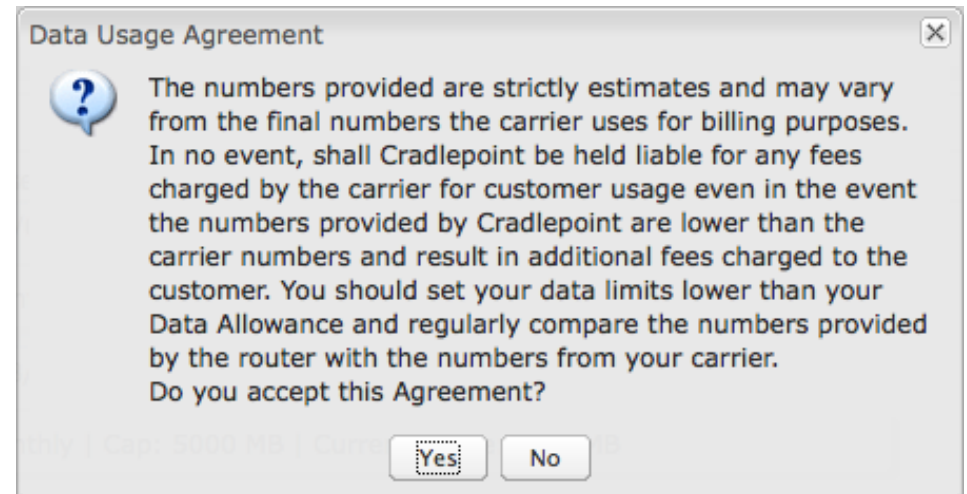 Data Usage Agreement
The numbers provided are strictly estimates and may vary
from the final numbers the carrier uses for billing purposes.
In no event, shall Cradlepoint be held liable for any fees
charged by the carrier for customer usage even in the event
the numbers provided by Cradlepoint are lower than the
carrier numbers and result in additional fees charged to the
customer. You should set your data limits lower than your
Data Allowance and regularly compare the numbers provided
by the router with the numbers from your carrier.
Do you accept this Agreement?
Cap: 5000 MB
Yes No